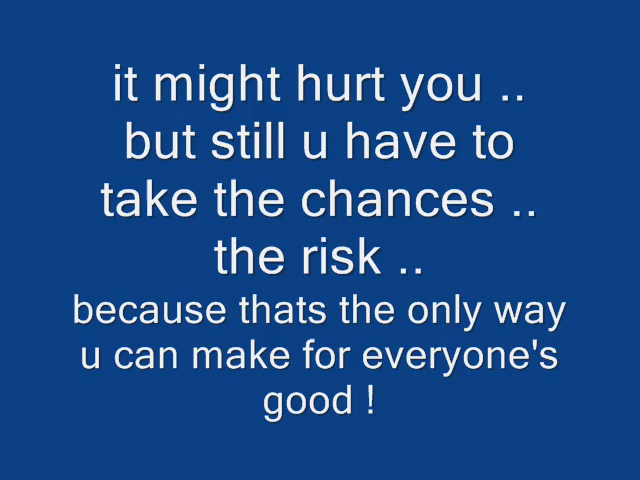 it might hurt you ..
but still u have to
take the chances ..
the risk ..
because thats the only way
u can make for everyone's
good !